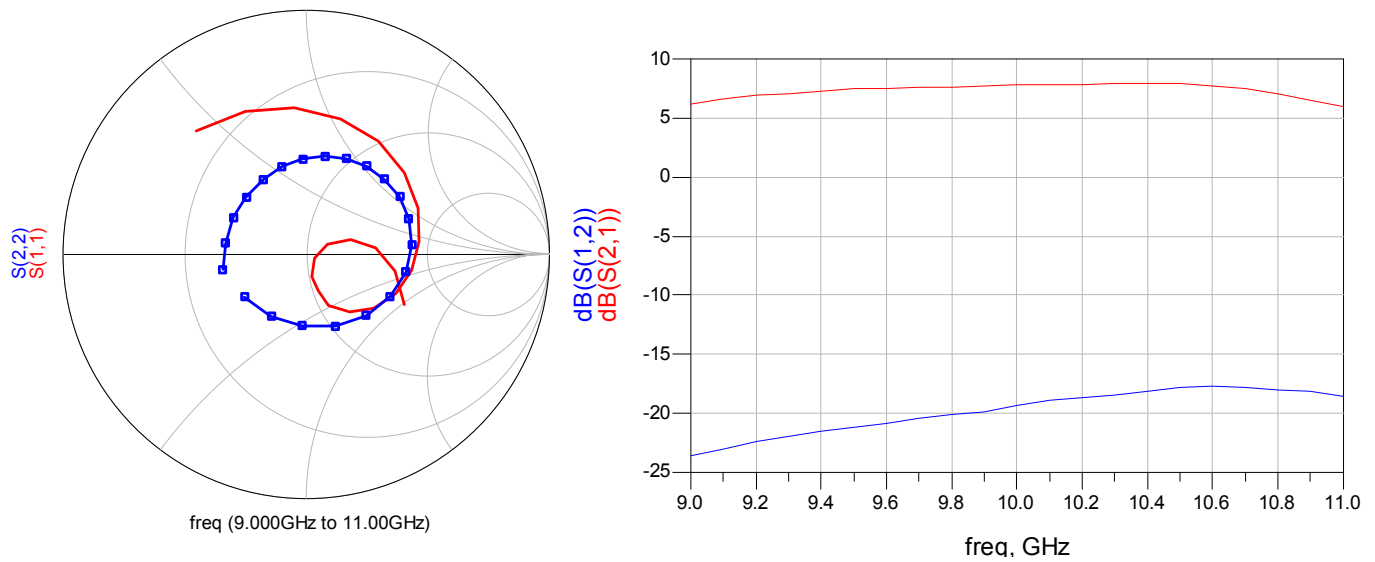 S(2,2)
S(1,1)
freq (9.000GHz to 11.00GHz)
dB(S(1,2))
dB(S(2,1))
10
5
0
-5
-10
-15
-20
-25
9.0 9.2 9.4 9.6 9.8 10.0 10.2 10.4 10.6 10.8 11.0
freq, GHz